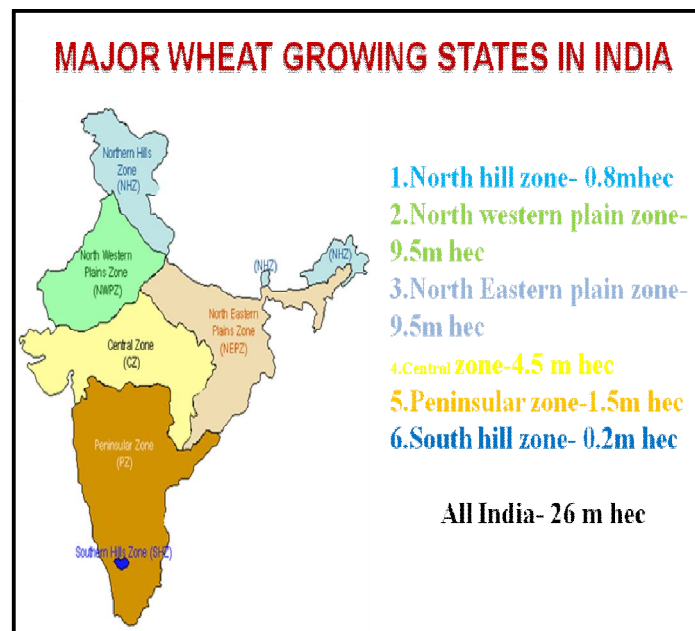 MAJOR WHEAT GROWING STATES IN INDIA
Northern Hills
Zone
(NHZ)
(NHZ)
(NHZ)
North Western
Plains Zone
(NWPZ)
North Eastern
Plains Zone
(NEPZ)
Central Zone
(CZ)
Peninsular Zone
(PZ)
Southern Hills Zone (SHZ)
1.North hill zone- 0.8mhec
2.North western plain zone-
9.5m hec
3.North Eastern plain zone-
9.5m hec
4.Central zone-4.5 m hec
5.Peninsular zone-1.5m hec
6.South hill zone- 0.2m hec
All India- 26 m hec